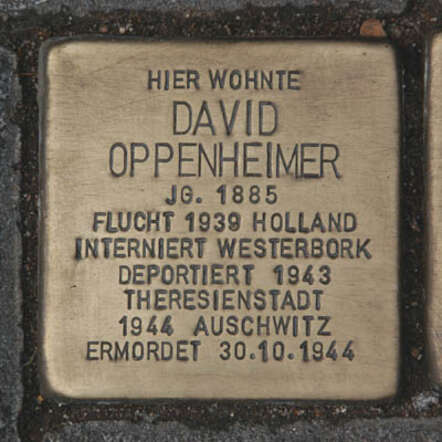 HIER WOHNTE
DAVID
OPPENHEIMER
JG. 1885
FLUCHT 1939 HOLLAND
INTERNIERT WESTERBORK
DEPORTIERT 1943
THERESIENSTADT
1944 AUSCHWITZ
ERMORDET 30.10.1944